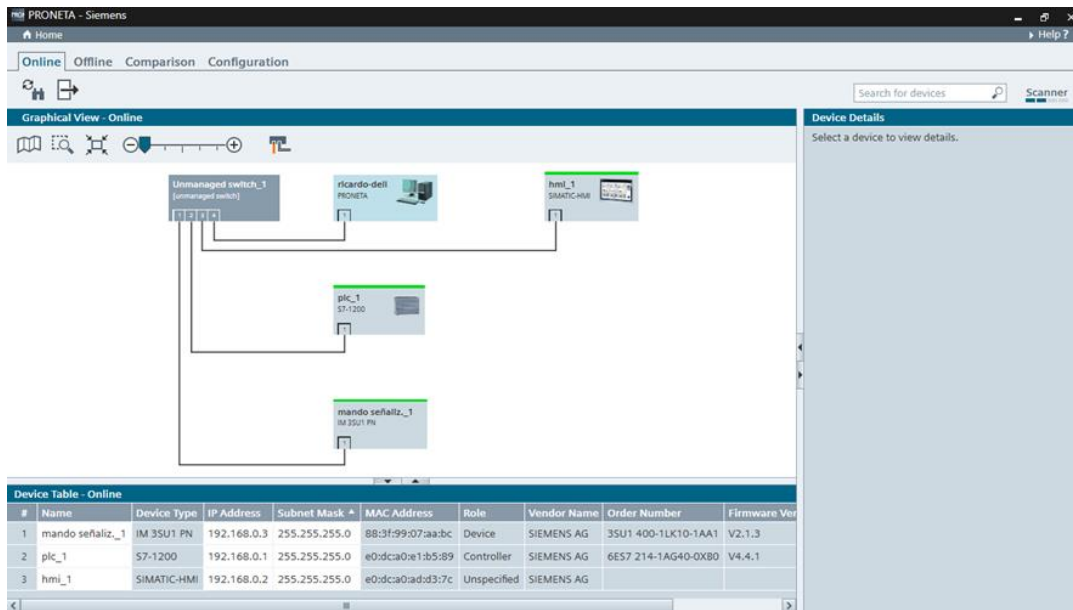 PRONETA - Siemens
Home
Help ?
Online Offline Comparison Configuration
Search for devices
Scanner
Graphical View - Online
Device Details
Select a device to view details.
Unmanaged switch_1
[unmanaged switch]
1 2 3 4
ricardo-dell
PRONETA
1
hmi_1
SIMATIC-HMI
1
plc_1
S7-1200
1
mando señaliz._1
IM 3SU1 PN
1
Device Table - Online
# Name Device Type IP Address Subnet Mask MAC Address Role Vendor Name Order Number Firmware Ver
1 mando señaliz._1 IM 3SU1 PN 192.168.0.3 255.255.255.0 88:3f:99:07:aa:bc Device SIEMENS AG 3SU1 400-1LK10-1AA1 V2.1.3
2 plc_1 S7-1200 192.168.0.1 255.255.255.0 e0:dc:a0:e1:b5:89 Controller SIEMENS AG 6ES7 214-1AG40-0XB0 V4.4.1
3 hmi_1 SIMATIC-HMI 192.168.0.2 255.255.255.0 e0:dc:a0:ad:d3:7c Unspecified SIEMENS AG